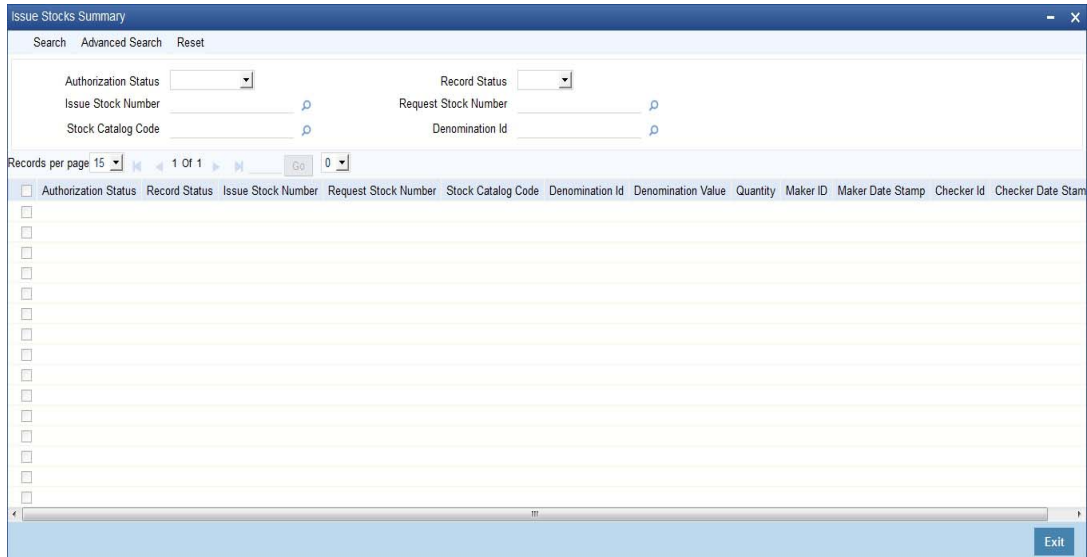 Issue Stocks Summary
Search Advanced Search Reset
Authorization Status Record Status
Issue Stock Number Request Stock Number
Stock Catalog Code Denomination Id
Records per page 15 1 Of 1 Go 0
Authorization Status Record Status Issue Stock Number Request Stock Number Stock Catalog Code Denomination Id Denomination Value Quantity Maker ID Maker Date Stamp Checker Id Checker Date Stam
Exit